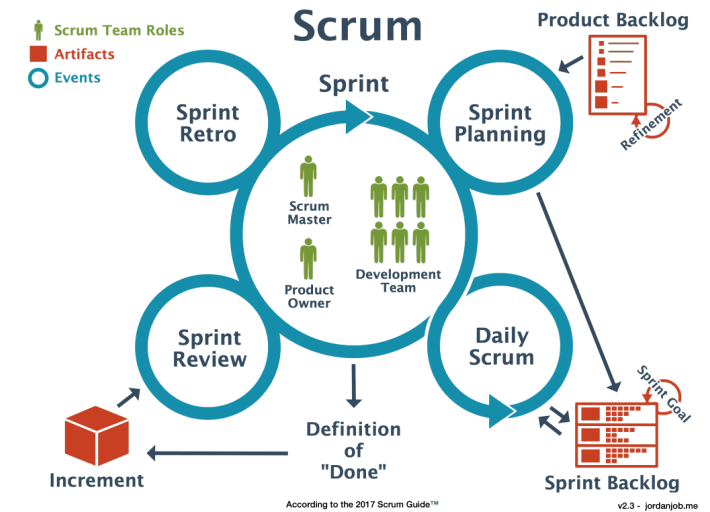 Scrum
Scrum Team Roles
Artifacts
Events
Product Backlog
Sprint
Sprint
Retro
Sprint
Planning
Refinement
Scrum
Master
Product
Owner
Development
Team
Sprint
Review
Daily
Scrum
Sprint Goal
Definition
of
"Done"
Increment
Sprint Backlog
According to the 2017 Scrum Guide™
v2.3 - jordanjob.me